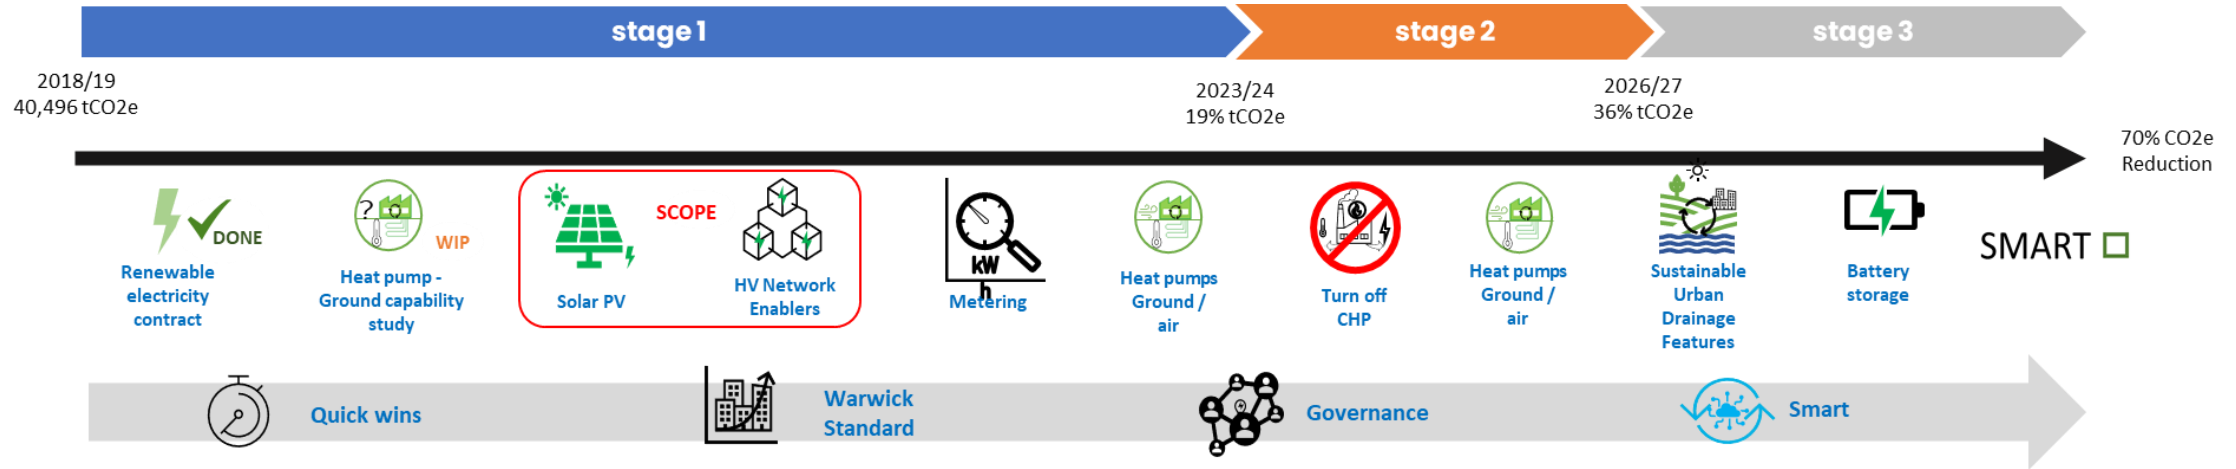 stage 1
stage 2
stage 3
2018/19
40,496 tCO2e
2023/24
19% tCO2e
2026/27
36% tCO2e
70% CO2e
Reduction
DONE
Renewable
electricity
contract
?
WIP
Heat pump -
Ground capability
study
SCOPE
Solar PV
HV Network
Enablers
kW
h
Metering
Heat pumps
Ground /
air
Turn off
CHP
Heat pumps
Ground /
air
Sustainable
Urban
Drainage
Features
Battery
storage
SMART
Quick wins
Warwick
Standard
Governance
Smart